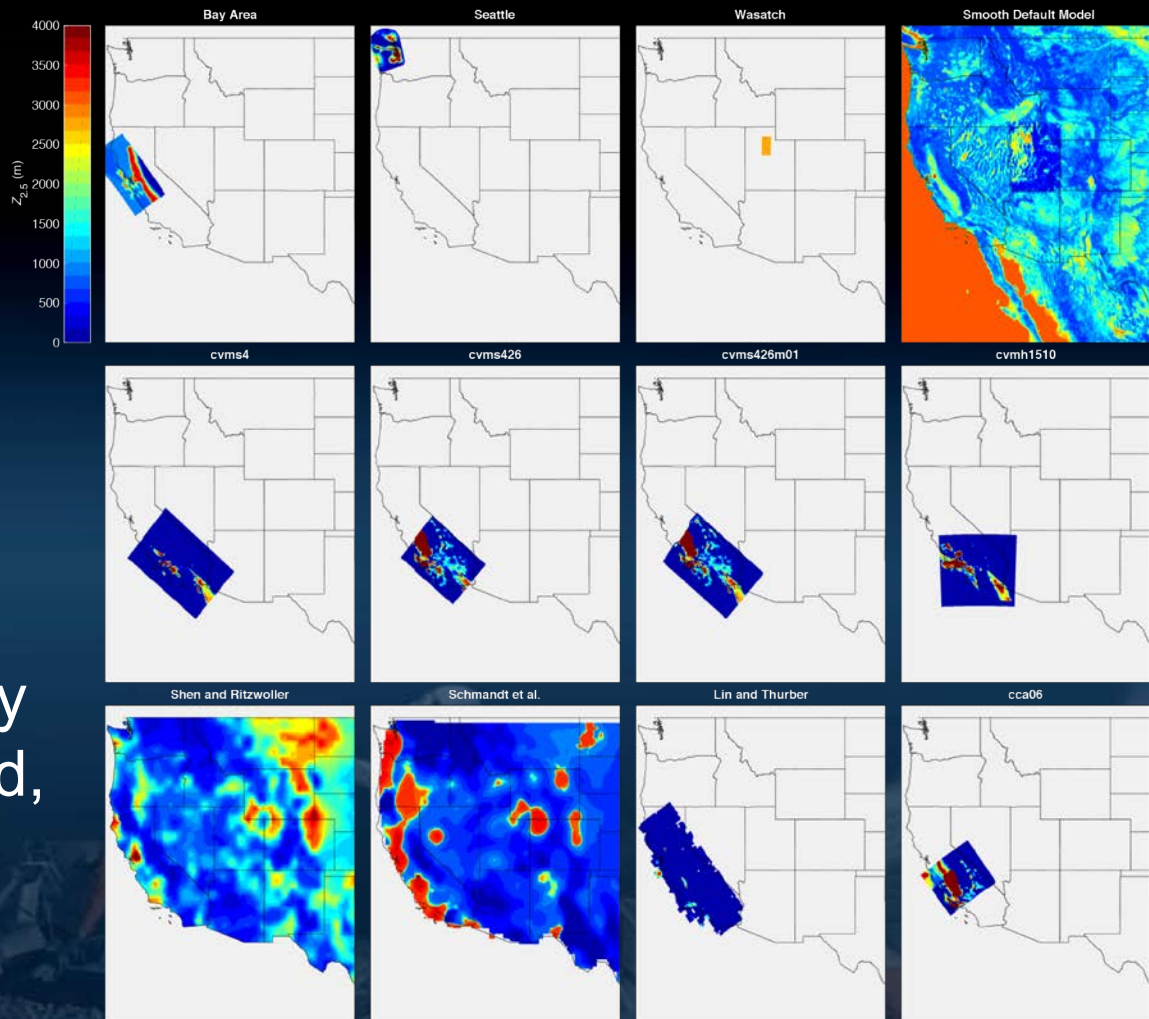 Bay Area
Seattle
Wasatch
Smooth Default Model
4000
3500
3000
2500
2000
1500
1000
500
0
Z2.5 (m)
cvms4
cvms426
cvms426m01
cvmh1510
Shen and Ritzwoller
Schmandt et al.
Lin and Thurber
cca06
y
d,